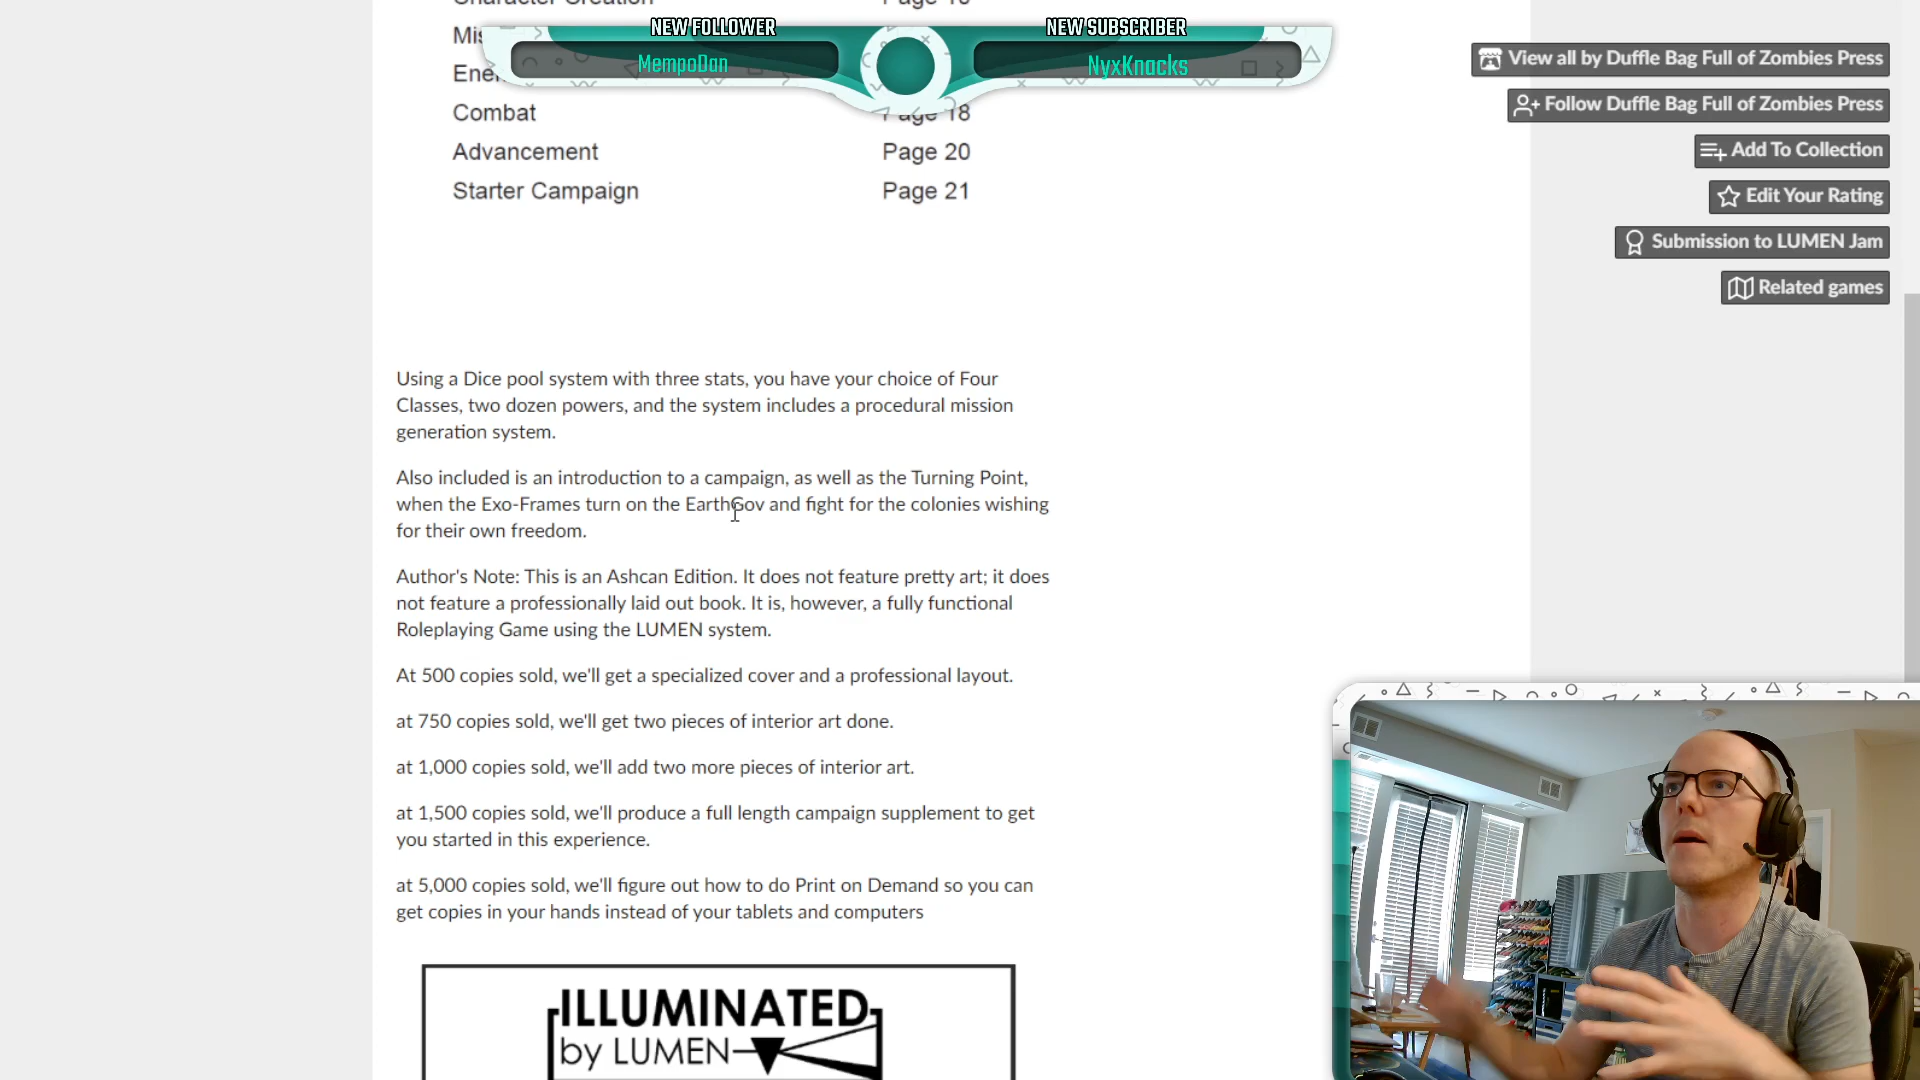 NEW FOLLOWER
MempoDan
NEW SUBSCRIBER
NyxKnacks
Combat Page 18
Advancement Page 20
Starter Campaign Page 21
View all by Duffle Bag Full of Zombies Press
Follow Duffle Bag Full of Zombies Press
Add To Collection
Edit Your Rating
Submission to LUMEN Jam
Related games
Using a Dice pool system with three stats, you have your choice of Four
Classes, two dozen powers, and the system includes a procedural mission
generation system.
Also included is an introduction to a campaign, as well as the Turning Point,
when the Exo-Frames turn on the EarthGov and fight for the colonies wishing
for their own freedom.
Author's Note: This is an Ashcan Edition. It does not feature pretty art; it does
not feature a professionally laid out book. It is, however, a fully functional
Roleplaying Game using the LUMEN system.
At 500 copies sold, we'll get a specialized cover and a professional layout.
at 750 copies sold, we'll get two pieces of interior art done.
at 1,000 copies sold, we'll add two more pieces of interior art.
at 1,500 copies sold, we'll produce a full length campaign supplement to get
you started in this experience.
at 5,000 copies sold, we'll figure out how to do Print on Demand so you can
get copies in your hands instead of your tablets and computers
ILLUMINATED
by LUMEN